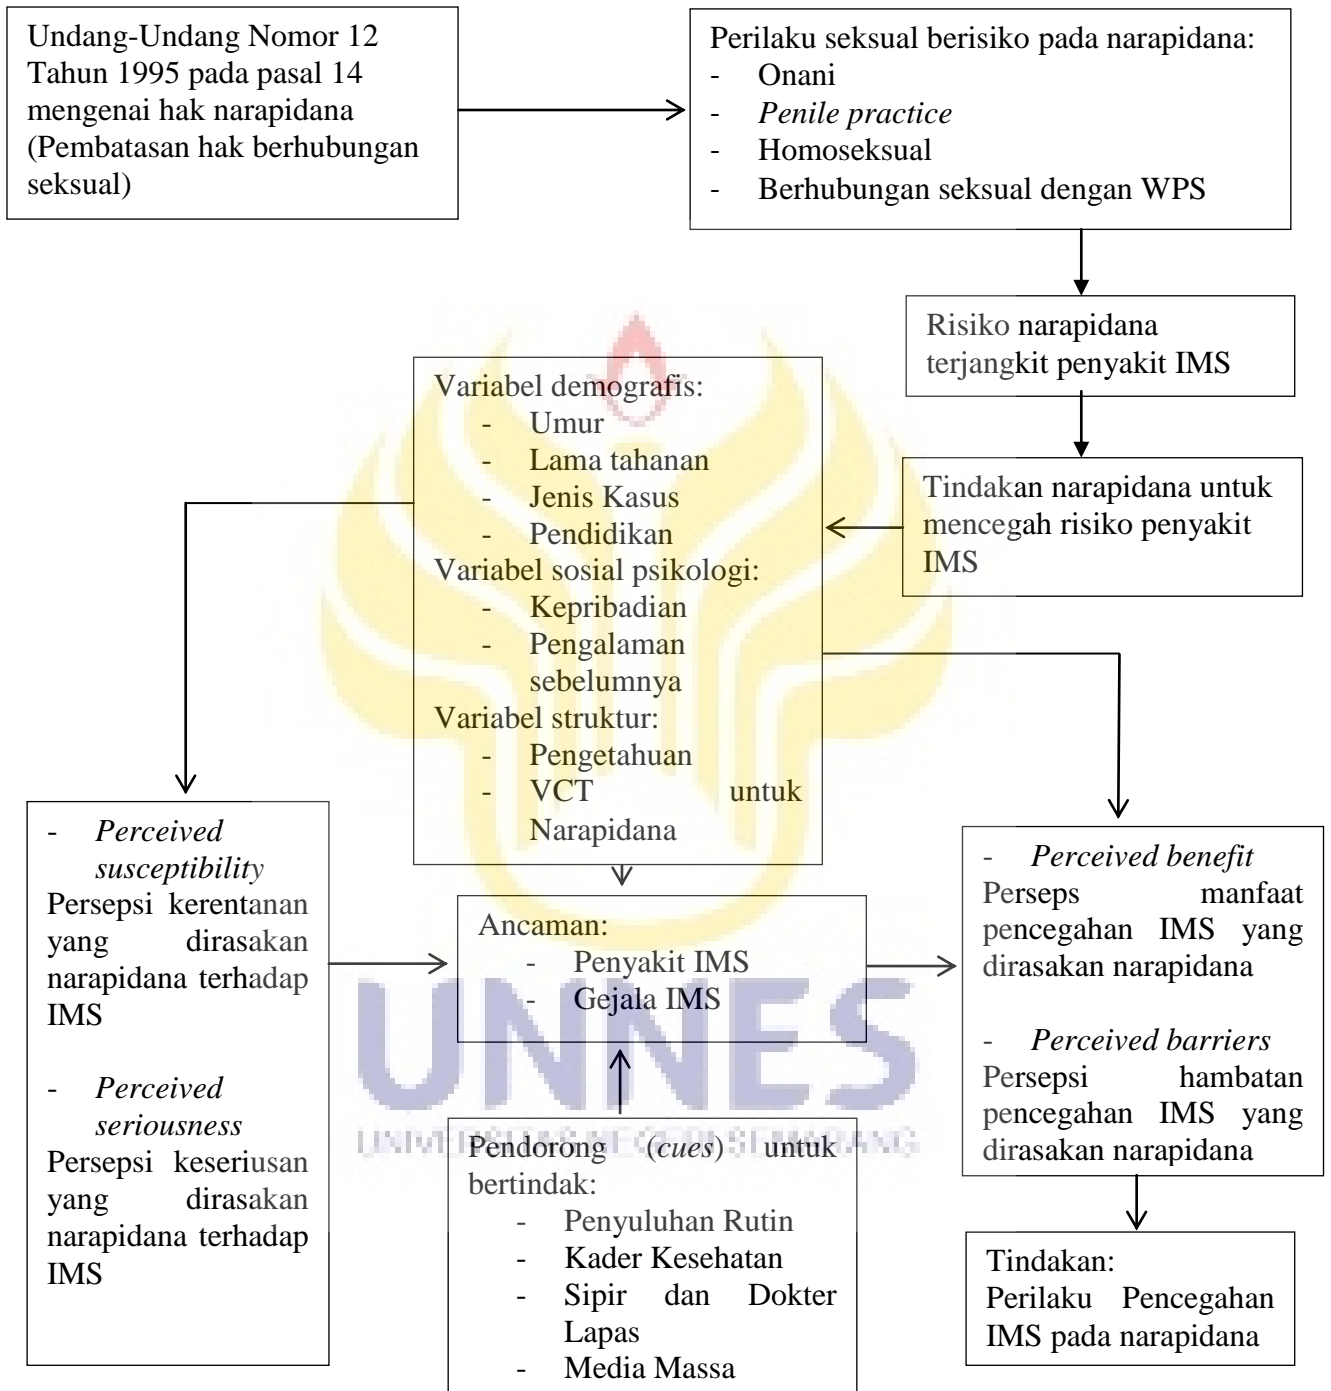 Undang-Undang Nomor 12
Tahun 1995 pada pasal 14
mengenai hak narapidana
(Pembatasan hak berhubungan
seksual)
Perilaku seksual berisiko pada narapidana:
- Onani
- Penile practice
- Homoseksual
- Berhubungan seksual dengan WPS
Risiko narapidana
terjangkit penyakit IMS
Tindakan narapidana untuk
mencegah risiko penyakit
IMS
Variabel demografis:
- Umur
- Lama tahanan
- Jenis Kasus
- Pendidikan
Variabel sosial psikologi:
- Kepribadian
- Pengalaman
sebelumnya
Variabel struktur:
- Pengetahuan
- VCT untuk
Narapidana
- Perceived
susceptibility
Persepsi kerentanan
yang dirasakan
narapidana terhadap
IMS
- Perceived
seriousness
Persepsi keseriusan
yang dirasakan
narapidana terhadap
IMS
Ancaman:
- Penyakit IMS
- Gejala IMS
- Perceived benefit
Perseps manfaat
pencegahan IMS yang
dirasakan narapidana
- Perceived barriers
Persepsi hambatan
pencegahan IMS yang
dirasakan narapidana
UNNES
UNIVERSITAS NEGERI SEMARANG
Pendorong (cues) untuk
bertindak:
- Penyuluhan Rutin
- Kader Kesehatan
- Sipir dan Dokter
Lapas
- Media Massa
Tindakan:
Perilaku Pencegahan
IMS pada narapidana